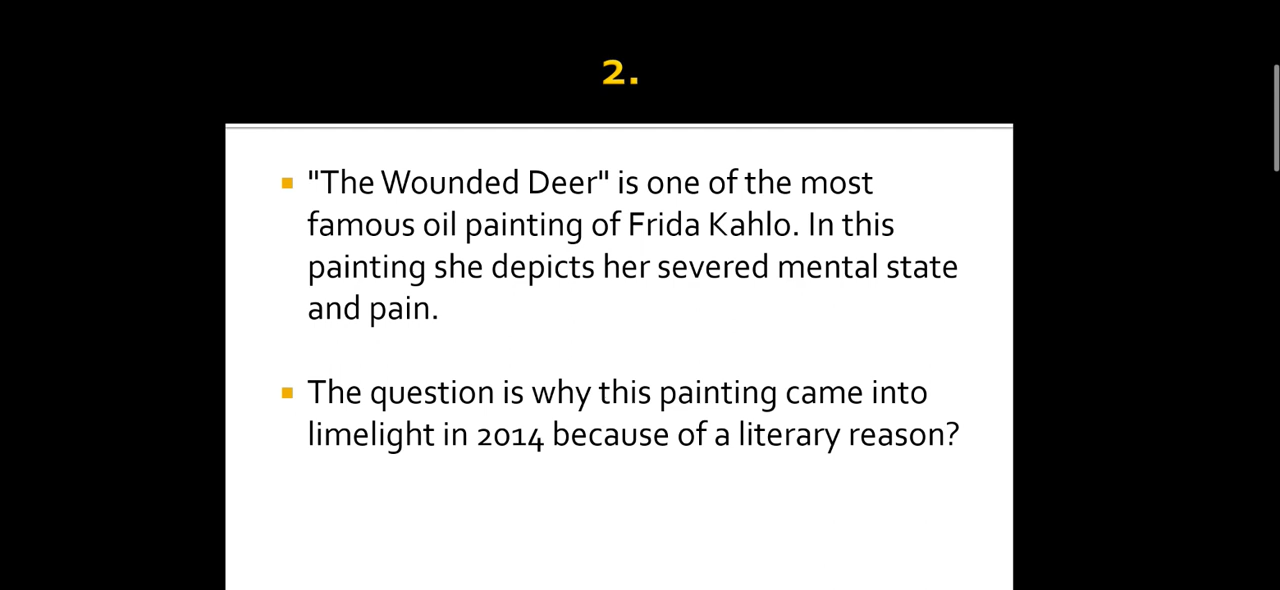 2.
"The Wounded Deer" is one of the most
famous oil painting of Frida Kahlo. In this
painting she depicts her severed mental state
and pain.
The question is why this painting came into
limelight in 2014 because of a literary reason?